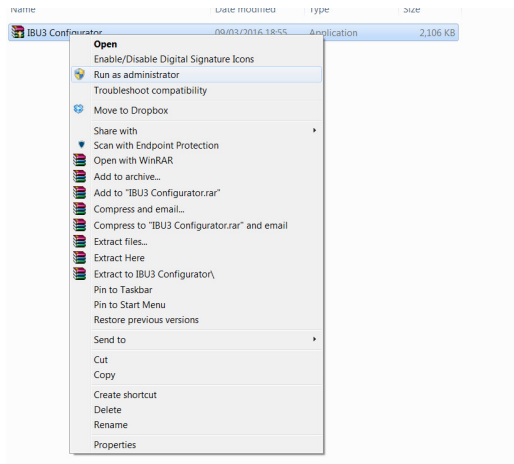 Name Date modified Type Size
IBU3 Configurator 09/03/2016 18:55 Application 2,106 KB
Open
Enable/Disable Digital Signature Icons
Run as administrator
Troubleshoot compatibility
Move to Dropbox
Share with
Scan with Endpoint Protection
Open with WinRAR
Add to archive...
Add to "IBU3 Configurator.rar"
Compress and email...
Compress to "IBU3 Configurator.rar" and email
Extract files...
Extract Here
Extract to IBU3 Configurator\
Pin to Taskbar
Pin to Start Menu
Restore previous versions
Send to
Cut
Copy
Create shortcut
Delete
Rename
Properties